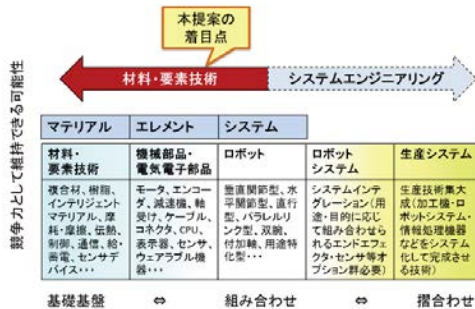 本提案の
着目点
材料・要素技術
システムエンジニアリング
競争力として維持できる可能性
マテリアル
エレメント
システム
材料・
要素技術
機械部品・
電気電子部品
ロボット
ロボット
システム
生産システム
複合材、樹脂、
インテリジェント
マテリアル、摩
耗・摩擦、伝熱、
制御、通信、給・
蓄電、センサデ
バイス・・・
モータ、エンコー
ダ、減速機、軸
受け、ケーブル、
コネクタ、CPU、
表示器、センサ、
ウェアラブル機
器・・・
垂直関節型、水
平関節型、直行
型、パラレルリ
ンク型、双腕、
付加軸、用途特
化型・・・
システムインテ
グレーション(用
途・目的に応じ
て組み合わせら
れるエンドエフェ
クタ・センサ等オ
プション群必要)
生産技術集大
成(加工機・ロ
ボットシステム・
情報処理機器
などをシステム
化して完成させ
る技術)
基礎基盤 ⇔ 組み合わせ ⇔ 摺合わせ